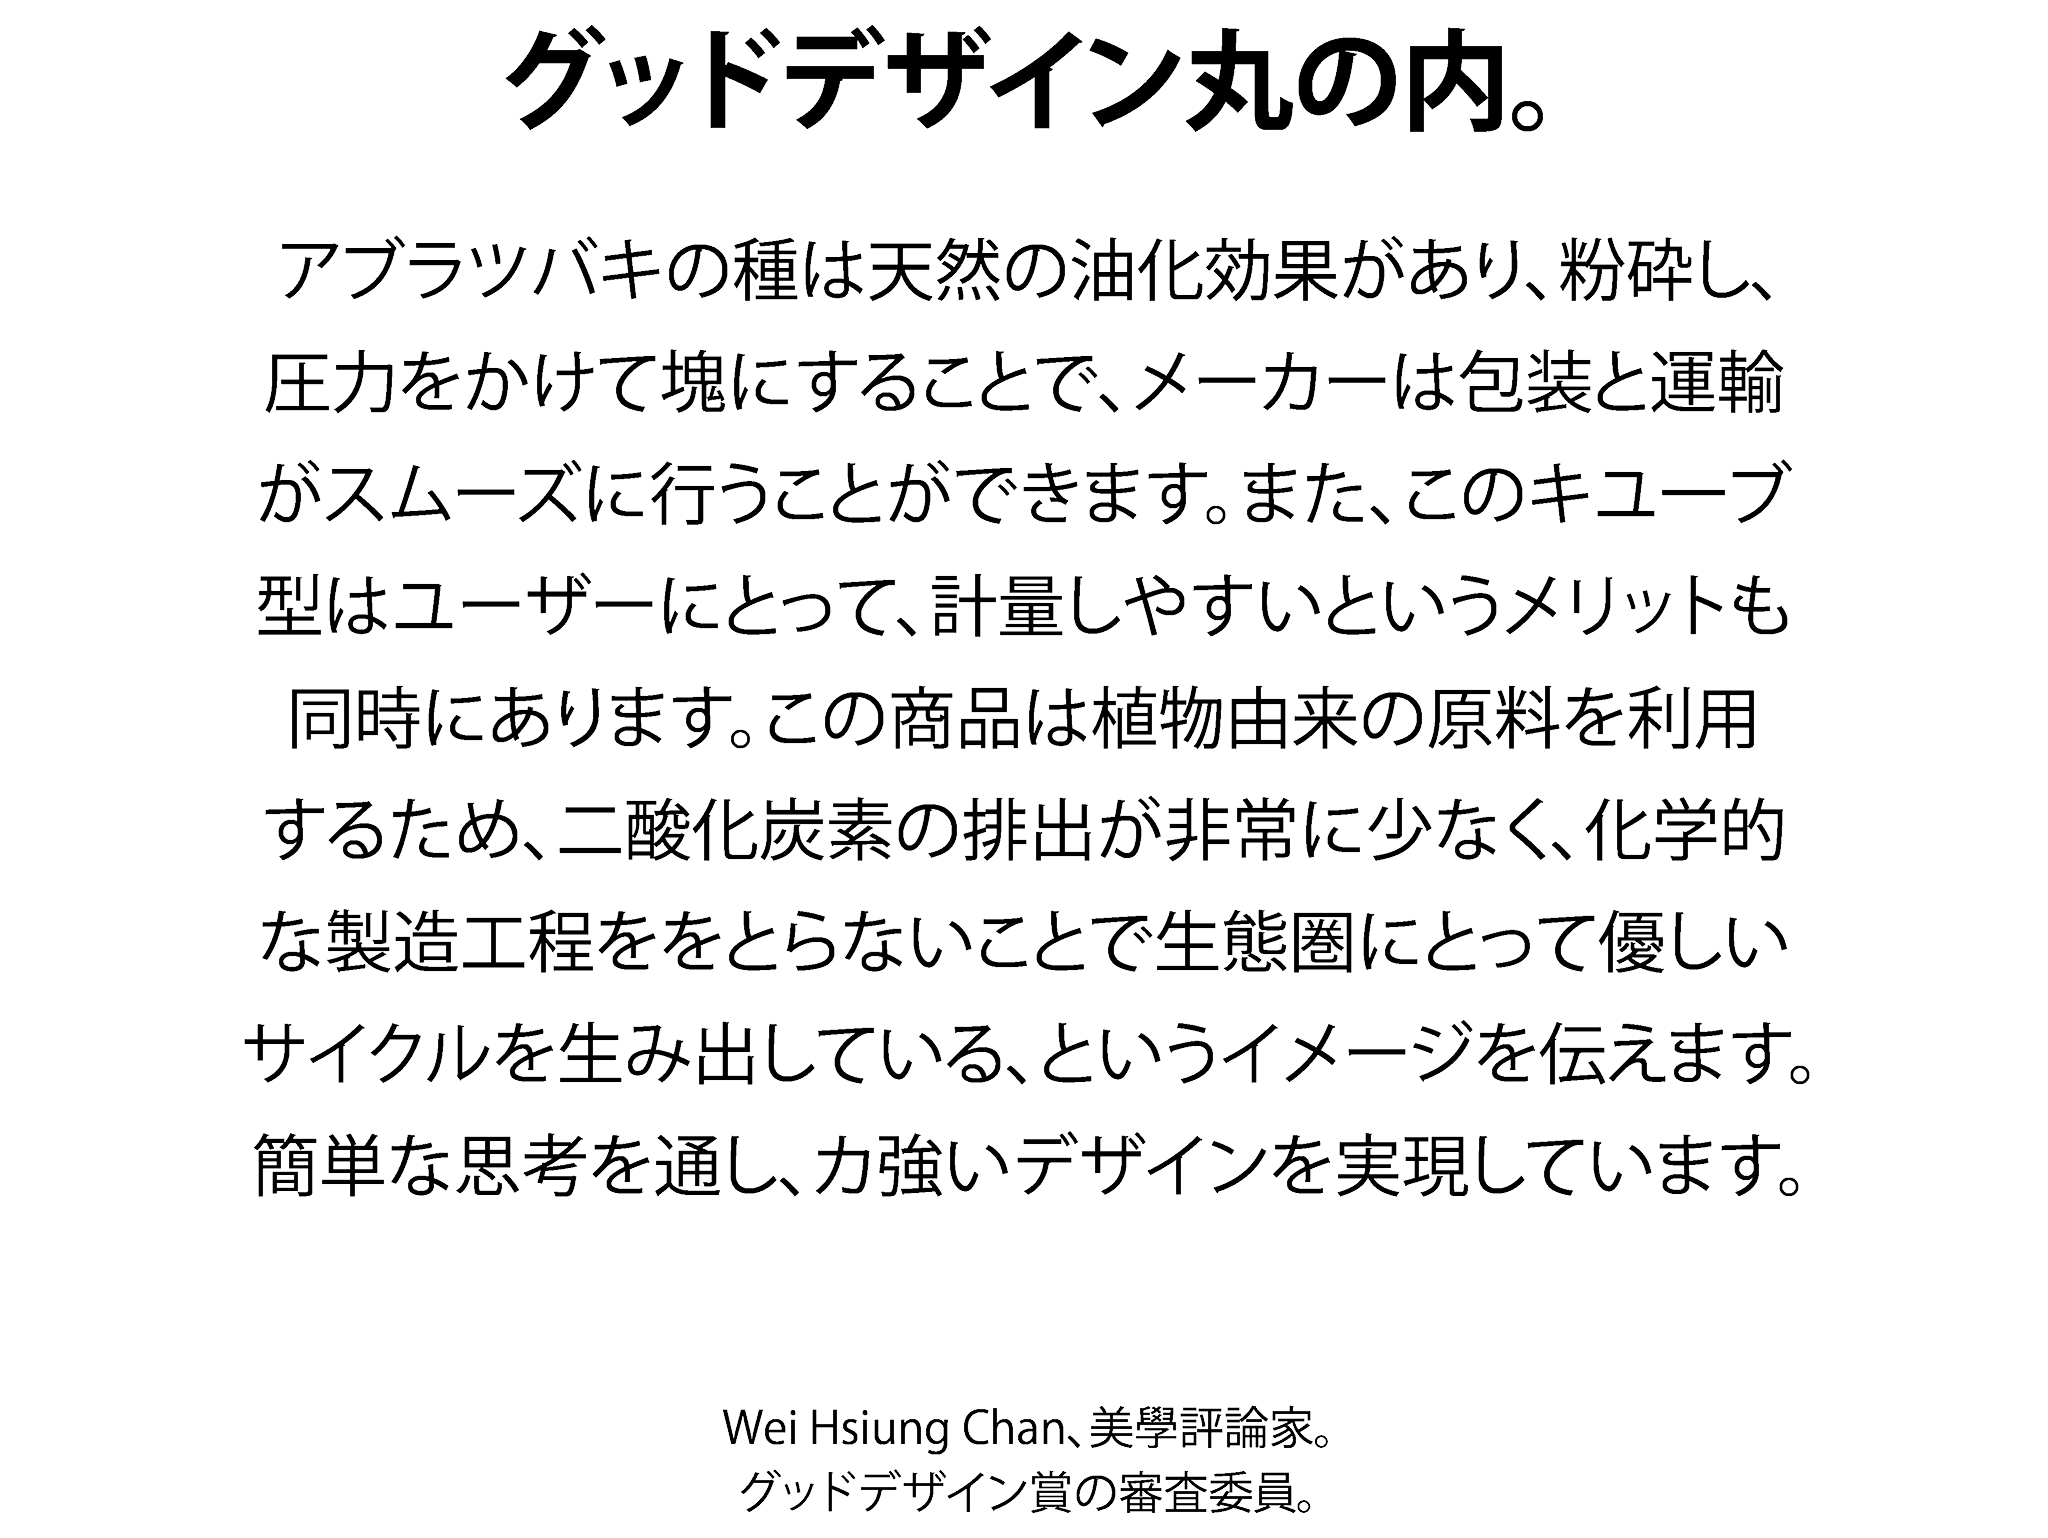 グッドデザイン丸の内。
アブラツバキの種は天然の油化効果があり、粉砕し、
圧力をかけて塊にすることで、メーカーは包装と運輸
がスムーズに行うことができます。また、このキユーブ
型はユーザーにとって、計量しやすいというメリットも
同時にあります。この商品は植物由来の原料を利用
するため、二酸化炭素の排出が非常に少なく、化学的
な製造工程ををとらないことで生態圏にとって優しい
サイクルを生み出している、というイメージを伝えます。
簡単な思考を通し、力強いデザインを実現しています。
Wei Hsiung Chan、美學評論家。
グッドデザイン賞の審査委員。